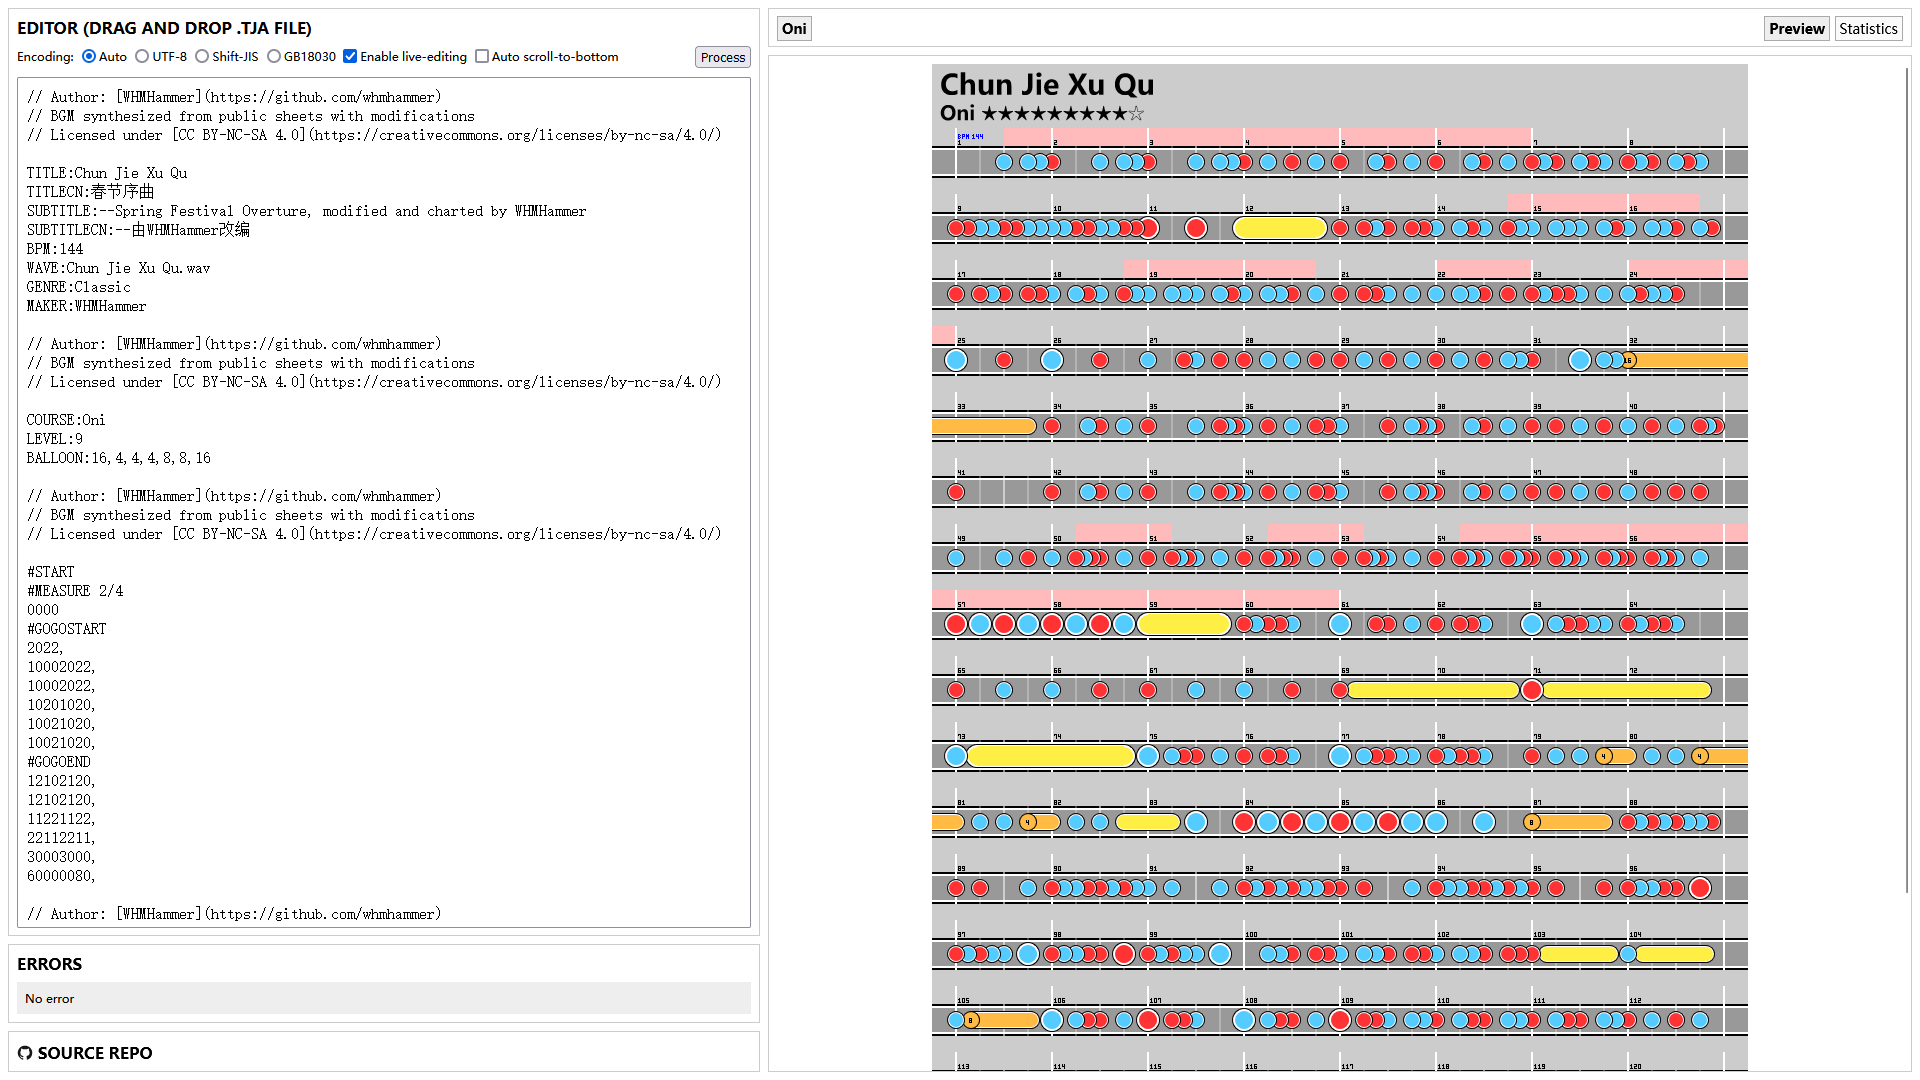 EDITOR (DRAG AND DROP .TJA FILE)
Encoding: Auto UTF-8 Shift-JIS GB18030 Enable live-editing Auto scroll-to-bottom Process
// Author: [WHMHammer](https://github.com/whmhammer)
// BGM synthesized from public sheets with modifications
// Licensed under [CC BY-NC-SA 4.0](https://creativecommons.org/licenses/by-nc-sa/4.0/)
TITLE:Chun Jie Xu Qu
TITLECN:春节序曲
SUBTITLE:--Spring Festival Overture, modified and charted by WHMHammer
SUBTITLECN:--由WHMHammer改编
BPM:144
WAVE:Chun Jie Xu Qu.wav
GENRE:Classic
MAKER:WHMHammer
// Author: [WHMHammer](https://github.com/whmhammer)
// BGM synthesized from public sheets with modifications
// Licensed under [CC BY-NC-SA 4.0](https://creativecommons.org/licenses/by-nc-sa/4.0/)
COURSE:Oni
LEVEL:9
BALLOON:16,4,4,4,8,8,16
// Author: [WHMHammer](https://github.com/whmhammer)
// BGM synthesized from public sheets with modifications
// Licensed under [CC BY-NC-SA 4.0](https://creativecommons.org/licenses/by-nc-sa/4.0/)
#START
#MEASURE 2/4
0000
#GOGOSTART
2022,
10002022,
10002022,
10201020,
10021020,
10021020,
#GOGOEND
12102120,
12102120,
11221122,
22112211,
30003000,
60000080,
// Author: [WHMHammer](https://github.com/whmhammer)
ERRORS
No error
SOURCE REPO
Oni
Preview Statistics
Chun Jie Xu Qu
Oni ★★★★★★★★★☆
BPM 144
1 2 3 4 5 6 7 8
9 10 11 12 13 14 15 16
17 18 19 20 21 22 23 24
25 26 27 28 29 30 31 32
16
33 34 35 36 37 38 39 40
41 42 43 44 45 46 47 48
49 50 51 52 53 54 55 56
57 58 59 60 61 62 63 64
65 66 67 68 69 70 71 72
73 74 75 76 77 78 79 80
4 4
81 82 83 84 85 86 87 88
4 8
89 90 91 92 93 94 95 96
97 98 99 100 101 102 103 104
105 106 107 108 109 110 111 112
8
113 114 115 116 117 118 119 120